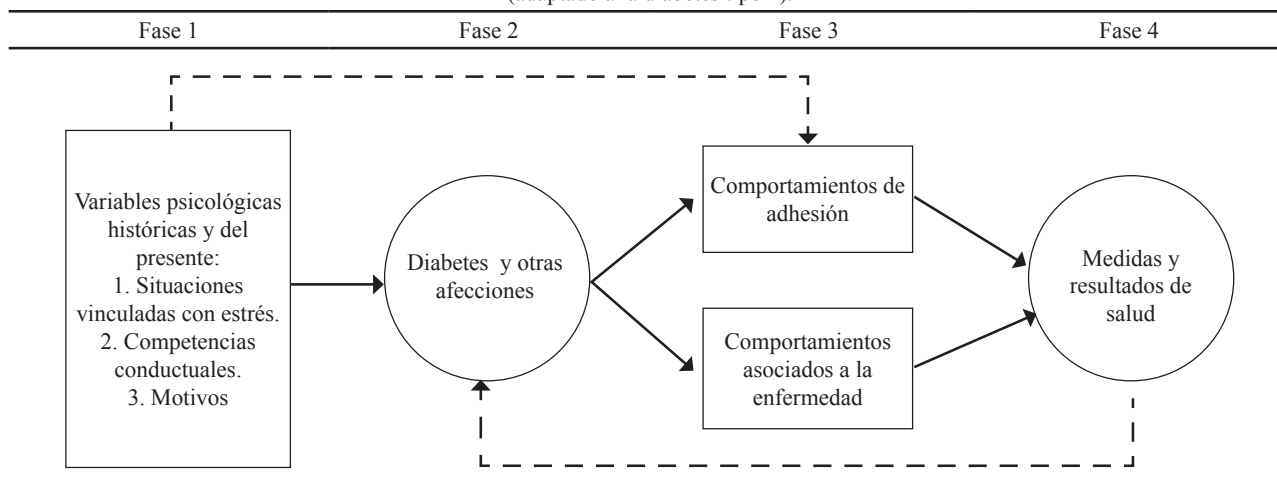 Fase 1 Fase 2 Fase 3 Fase 4
Variables psicológicas
históricas y del
presente:
1. Situaciones
vinculadas con estrés.
2. Competencias
conductuales.
3. Motivos
Diabetes y otras
afecciones
Comportamientos de
adhesión
Comportamientos
asociados a la
enfermedad
Medidas y
resultados de
salud